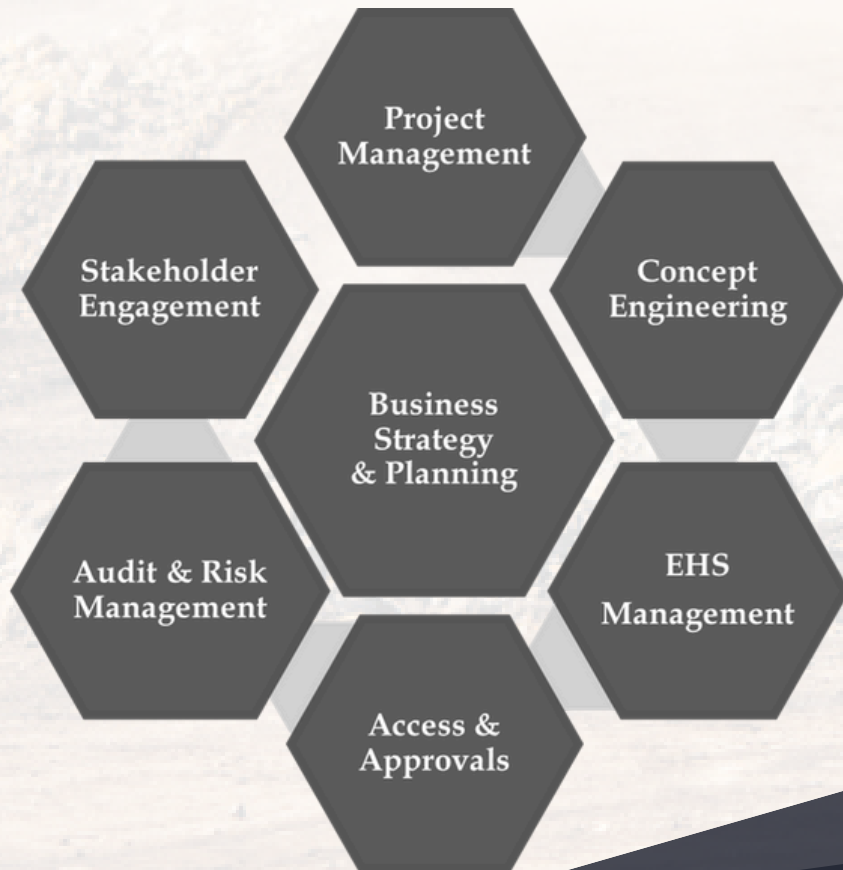 Project
Management
Stakeholder
Engagement
Concept
Engineering
Business
Strategy
& Planning
Audit & Risk
Management
EHS
Management
Access &
Approvals